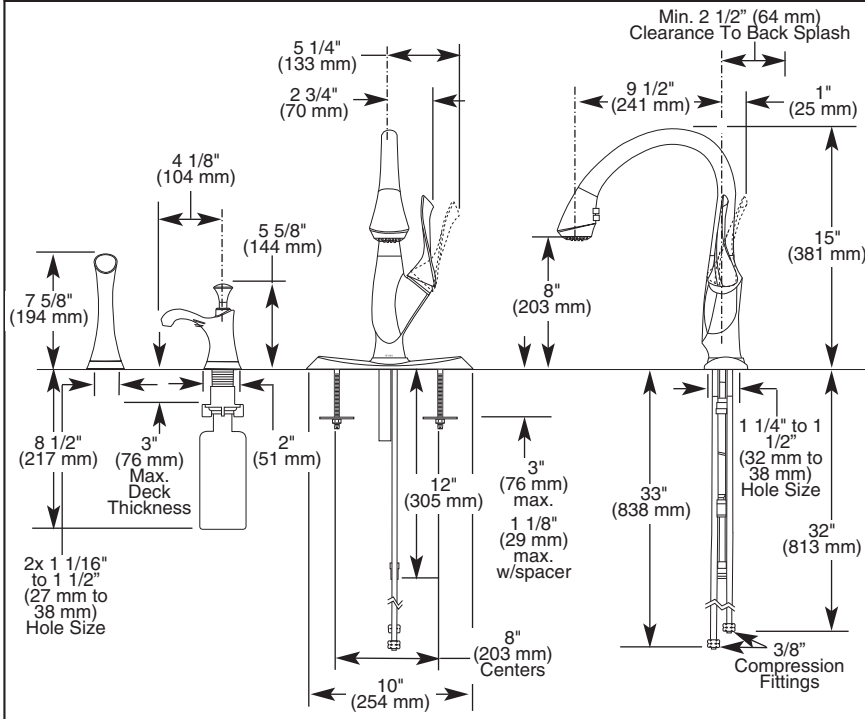 Min. 2 1/2” (64 mm)
Clearance To Back Splash
5 1/4"
(133 mm)
2 3/4"
(70 mm)
9 1/2"
(241 mm)
1"
(25 mm)
4 1/8"
(104 mm)
5 5/8"
(144 mm)
7 5/8"
(194 mm)
8"
(203 mm)
15"
(381 mm)
8 1/2"
(217 mm)
3"
(76 mm)
Max.
Deck
Thickness
2"
(51 mm)
12"
(305 mm)
3"
(76 mm)
max.
1 1/8"
(29 mm)
max.
w/spacer
33"
(838 mm)
1 1/4" to 1
1/2”
(32 mm to
38 mm)
Hole Size
32"
(813 mm)
2x 1 1/16"
to 1 1/2”
(27 mm to
38 mm)
Hole Size
8"
(203 mm)
Centers
10"
(254 mm)
3/8”
Compression
Fittings